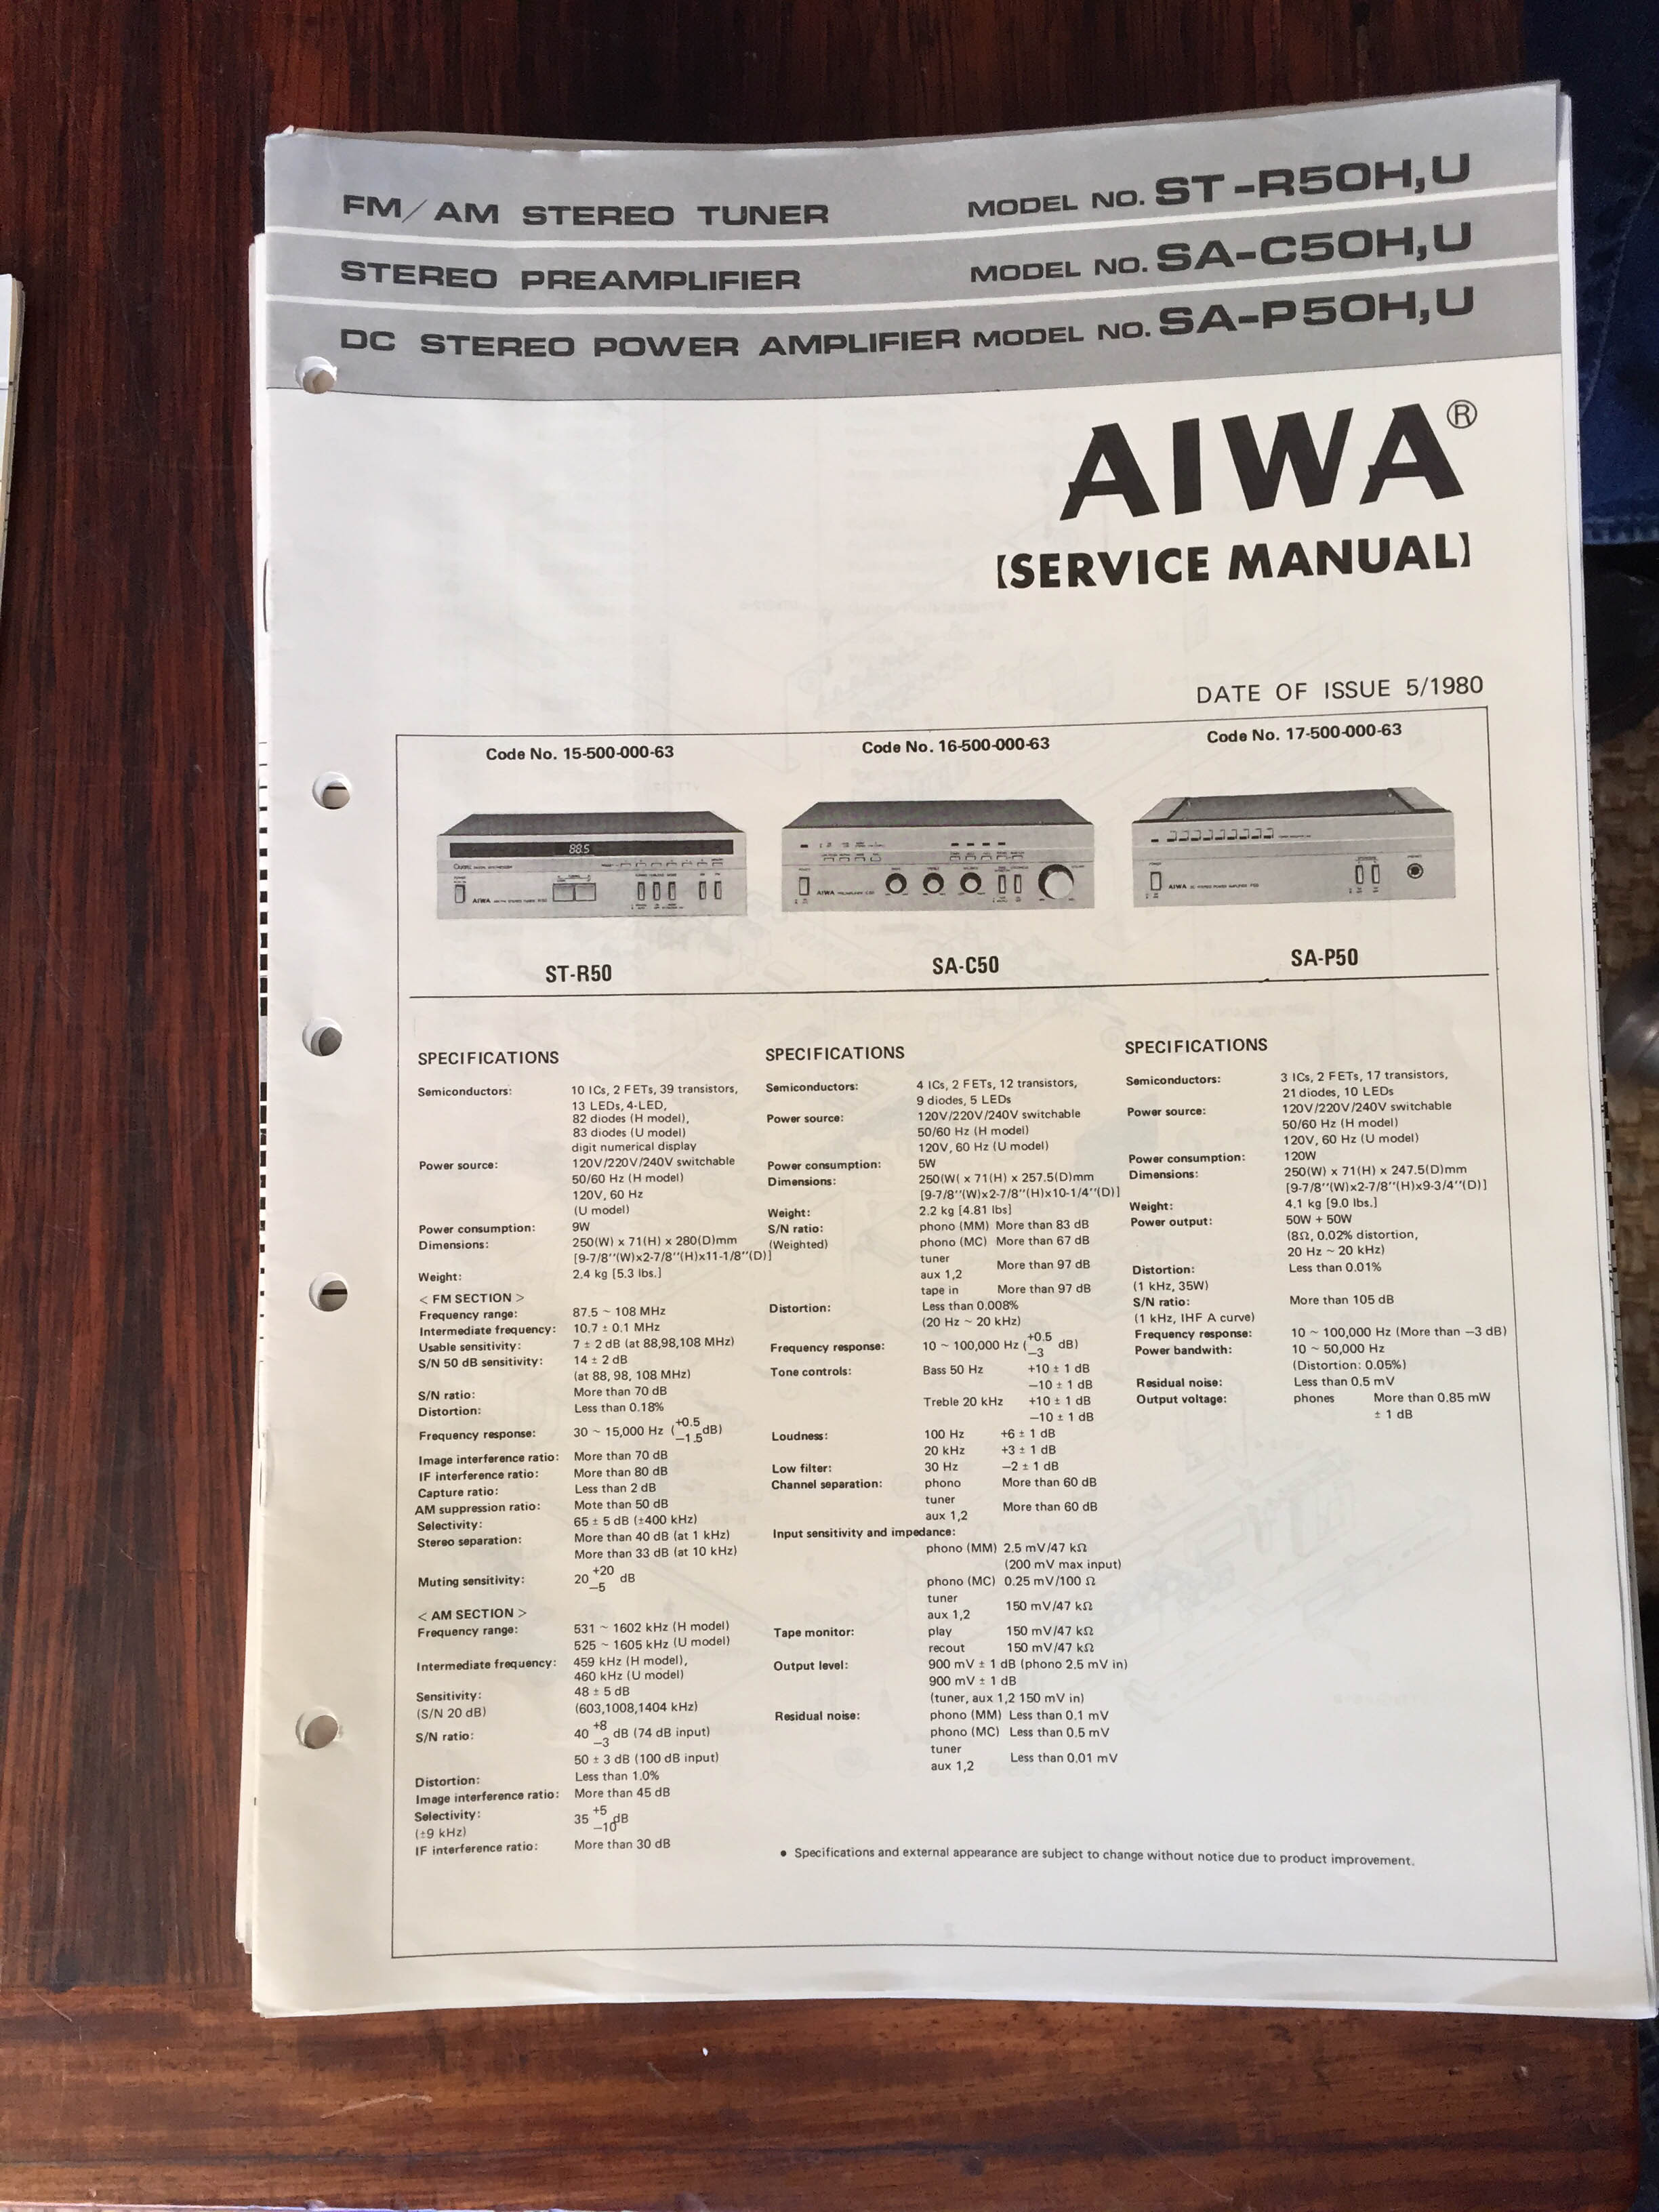 FM/AM STEREO TUNER MODEL NO. ST-R50H,U
STEREO PREAMPLIFIER MODEL NO. SA-C50H,U
DC STEREO POWER AMPLIFIER MODEL NO. SA-P50H,U
AIWA®
【SERVICE MANUAL】
DATE OF ISSUE 5/1980
Code No. 15-500-000-63
Code No. 16-500-000-63
Code No. 17-500-000-63
88.5
AIWA
AIWA
AIWA
ST-R50
SA-C50
SA-P50
SPECIFICATIONS
Semiconductors: 10 ICs, 2 FETs, 39 transistors,
13 LEDs, 4-LED,
82 diodes (H model),
83 diodes (U model)
digit numerical display
Power source: 120V/220V/240V switchable
50/60 Hz (H model)
120V, 60 Hz
(U model)
Power consumption: 9W
Dimensions: 250(W) x 71(H) x 280(D)mm
[9-7/8''(W)x2-7/8''(H)x11-1/8''(D)]
Weight: 2.4 kg [5.3 lbs.]
< FM SECTION >
Frequency range: 87.5 ~ 108 MHz
Intermediate frequency: 10.7 ± 0.1 MHz
Usable sensitivity: 7 ± 2 dB (at 88,98,108 MHz)
S/N 50 dB sensitivity: 14 ± 2 dB
(at 88, 98, 108 MHz)
S/N ratio: More than 70 dB
Distortion: Less than 0.18%
Frequency response: 30 ~ 15,000 Hz (+0.5 −1.5 dB)
Image interference ratio: More than 70 dB
IF interference ratio: More than 80 dB
Capture ratio: Less than 2 dB
AM suppression ratio: Mote than 50 dB
Selectivity: 65 ± 5 dB (±400 kHz)
Stereo separation: More than 40 dB (at 1 kHz)
More than 33 dB (at 10 kHz)
Muting sensitivity: 20 +20 −5 dB
< AM SECTION >
Frequency range: 531 ~ 1602 kHz (H model)
525 ~ 1605 kHz (U model)
Intermediate frequency: 459 kHz (H model),
460 kHz (U model)
Sensitivity: 48 ± 5 dB
(S/N 20 dB) (603,1008,1404 kHz)
S/N ratio: 40 +8 −3 dB (74 dB input)
50 ± 3 dB (100 dB input)
Distortion: Less than 1.0%
Image interference ratio: More than 45 dB
Selectivity: 35 +5 −10 dB
(±9 kHz)
IF interference ratio: More than 30 dB
SPECIFICATIONS
Semiconductors: 4 ICs, 2 FETs, 12 transistors,
9 diodes, 5 LEDs
Power source: 120V/220V/240V switchable
50/60 Hz (H model)
120V, 60 Hz (U model)
Power consumption: 5W
Dimensions: 250(W( x 71(H) x 257.5(D)mm
[9-7/8''(W)x2-7/8''(H)x10-1/4''(D)]
Weight: 2.2 kg [4.81 lbs]
S/N ratio: phono (MM) More than 83 dB
(Weighted) phono (MC) More than 67 dB
tuner
aux 1,2 More than 97 dB
tape in More than 97 dB
Distortion: Less than 0.008%
(20 Hz ~ 20 kHz)
Frequency response: 10 ~ 100,000 Hz (+0.5 −3 dB)
Tone controls: Bass 50 Hz +10 ± 1 dB
−10 ± 1 dB
Treble 20 kHz +10 ± 1 dB
−10 ± 1 dB
Loudness: 100 Hz +6 ± 1 dB
20 kHz +3 ± 1 dB
Low filter: 30 Hz −2 ± 1 dB
Channel separation: phono More than 60 dB
tuner
aux 1,2 More than 60 dB
Input sensitivity and impedance:
phono (MM) 2.5 mV/47 kΩ
(200 mV max input)
phono (MC) 0.25 mV/100 Ω
tuner
aux 1,2 150 mV/47 kΩ
Tape monitor: play 150 mV/47 kΩ
recout 150 mV/47 kΩ
Output level: 900 mV ± 1 dB (phono 2.5 mV in)
900 mV ± 1 dB
(tuner, aux 1,2 150 mV in)
Residual noise: phono (MM) Less than 0.1 mV
phono (MC) Less than 0.5 mV
tuner
aux 1,2 Less than 0.01 mV
SPECIFICATIONS
Semiconductors: 3 ICs, 2 FETs, 17 transistors,
21 diodes, 10 LEDs
Power source: 120V/220V/240V switchable
50/60 Hz (H model)
120V, 60 Hz (U model)
Power consumption: 120W
Dimensions: 250(W) x 71(H) x 247.5(D)mm
[9-7/8''(W)x2-7/8''(H)x9-3/4''(D)]
Weight: 4.1 kg [9.0 lbs.]
Power output: 50W + 50W
(8Ω, 0.02% distortion,
20 Hz ~ 20 kHz)
Distortion: Less than 0.01%
(1 kHz, 35W)
S/N ratio: More than 105 dB
(1 kHz, IHF A curve)
Frequency response: 10 ~ 100,000 Hz (More than −3 dB)
Power bandwith: 10 ~ 50,000 Hz
(Distortion: 0.05%)
Residual noise: Less than 0.5 mV
Output voltage: phones More than 0.85 mW
± 1 dB
● Specifications and external appearance are subject to change without notice due to product improvement.